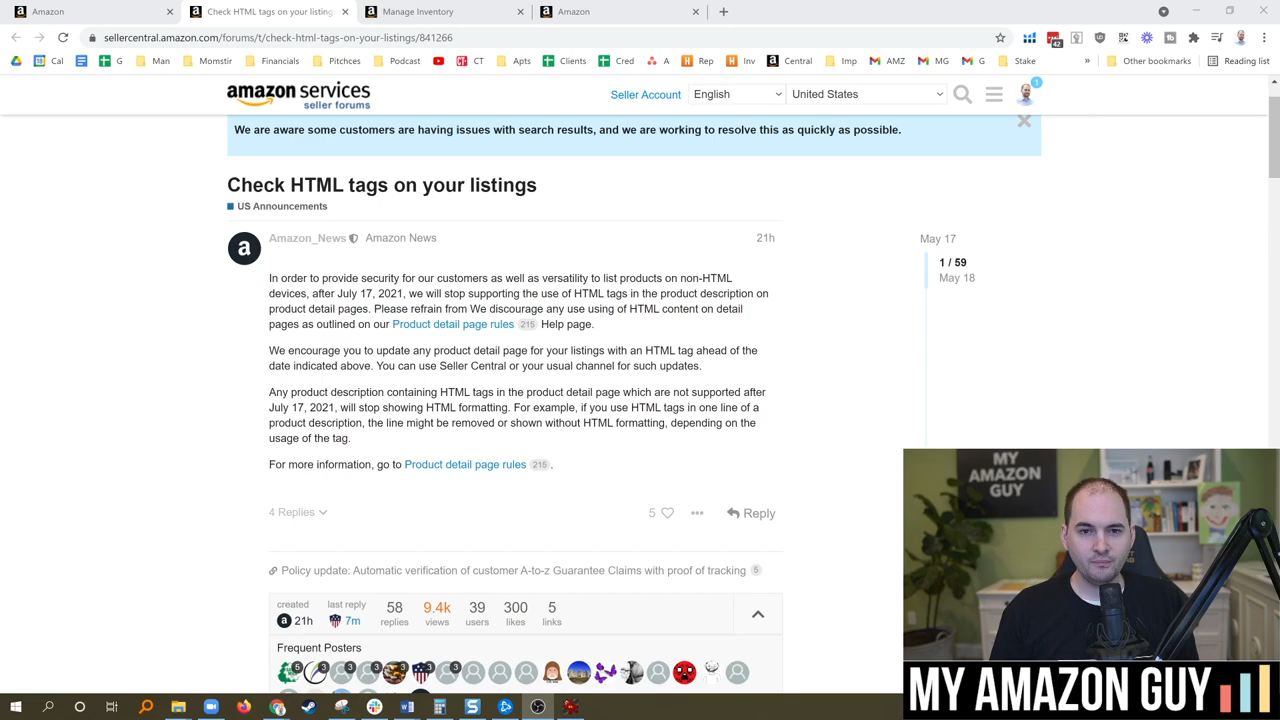 Amazon
Check HTML tags on your listings
Manage Inventory
Amazon
sellercentral.amazon.com/forums/t/check-html-tags-on-your-listings/841266
42
Cal
G
Man
Momstir
Financials
Pitchces
Podcast
CT
Apts
Clients
Cred
A
Rep
Inv
Central
Imp
AMZ
MG
G
Stake
»
Other bookmarks
Reading list
amazon services
seller forums
Seller Account
English
United States
1
We are aware some customers are having issues with search results, and we are working to resolve this as quickly as possible.
Check HTML tags on your listings
US Announcements
Amazon_News Amazon News 21h
In order to provide security for our customers as well as versatility to list products on non-HTML
devices, after July 17, 2021, we will stop supporting the use of HTML tags in the product description on
product detail pages. Please refrain from We discourage any use using of HTML content on detail
pages as outlined on our Product detail page rules 215 Help page.
We encourage you to update any product detail page for your listings with an HTML tag ahead of the
date indicated above. You can use Seller Central or your usual channel for such updates.
Any product description containing HTML tags in the product detail page which are not supported after
July 17, 2021, will stop showing HTML formatting. For example, if you use HTML tags in one line of a
product description, the line might be removed or shown without HTML formatting, depending on the
usage of the tag.
For more information, go to Product detail page rules 215 .
4 Replies
5
Reply
May 17
1 / 59
May 18
Policy update: Automatic verification of customer A-to-z Guarantee Claims with proof of tracking 5
created last reply 58 9.4k 39 300 5
21h 7m replies views users likes links
Frequent Posters
5 3 3 3 3 3 3
MY
AMAZON
GUY
MY AMAZON GUY